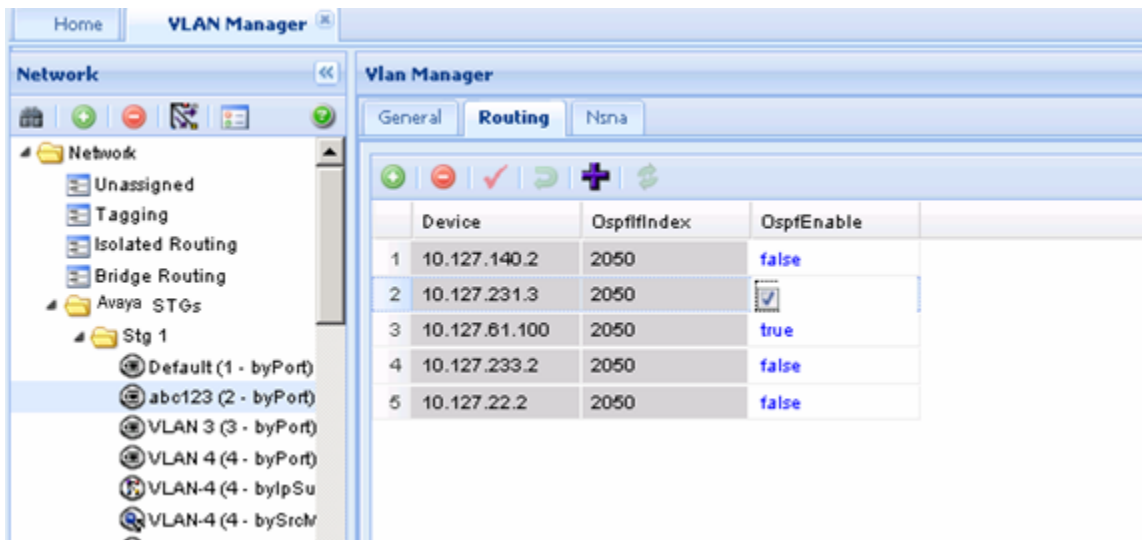 Home VLAN Manager
Network
Network
Unassigned
Tagging
Isolated Routing
Bridge Routing
Avaya STGs
Stg 1
Default (1 - byPort)
abc123 (2 - byPort)
VLAN 3 (3 - byPort)
VLAN 4 (4 - byPort)
VLAN-4 (4 - byIpSu
VLAN-4 (4 - bySrcM
Vlan Manager
General Routing Nsna
Device OspfIfIndex OspfEnable
1 10.127.140.2 2050 false
2 10.127.231.3 2050
3 10.127.61.100 2050 true
4 10.127.233.2 2050 false
5 10.127.22.2 2050 false